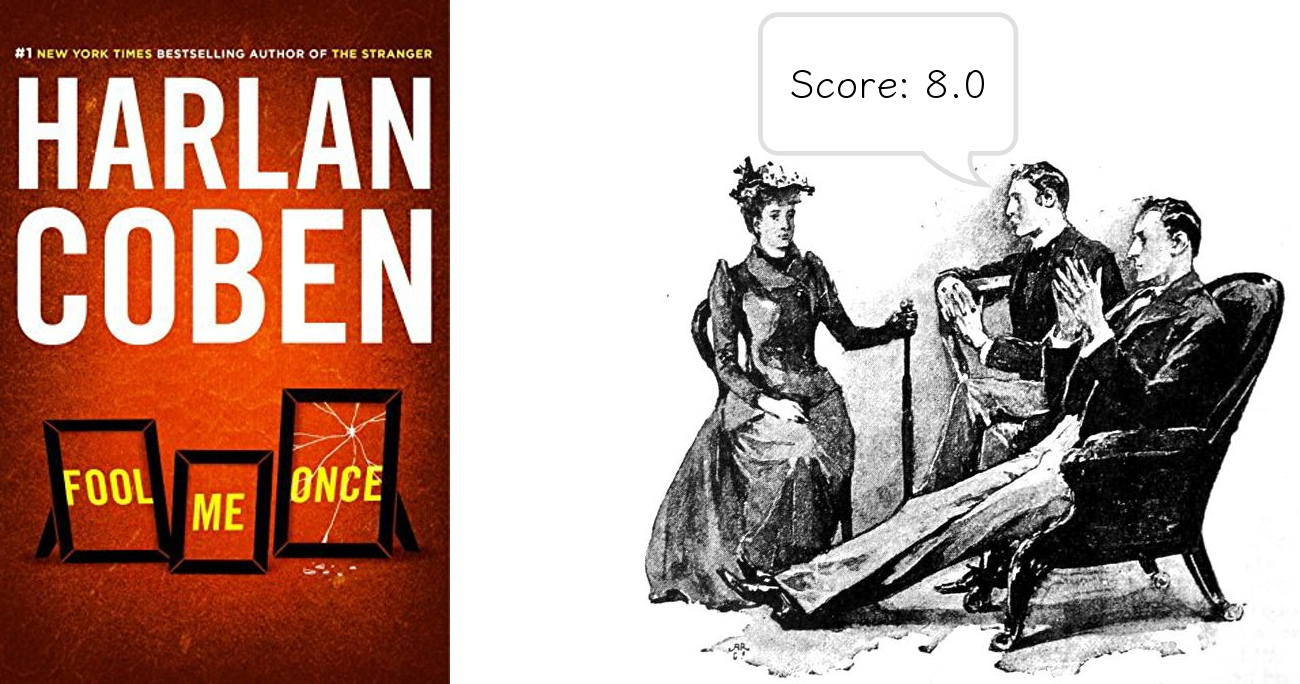 #1 NEW YORK TIMES BESTSELLING AUTHOR OF THE STRANGER
HARLAN
COBEN
FOOL
ME
ONCE
Score: 8.0